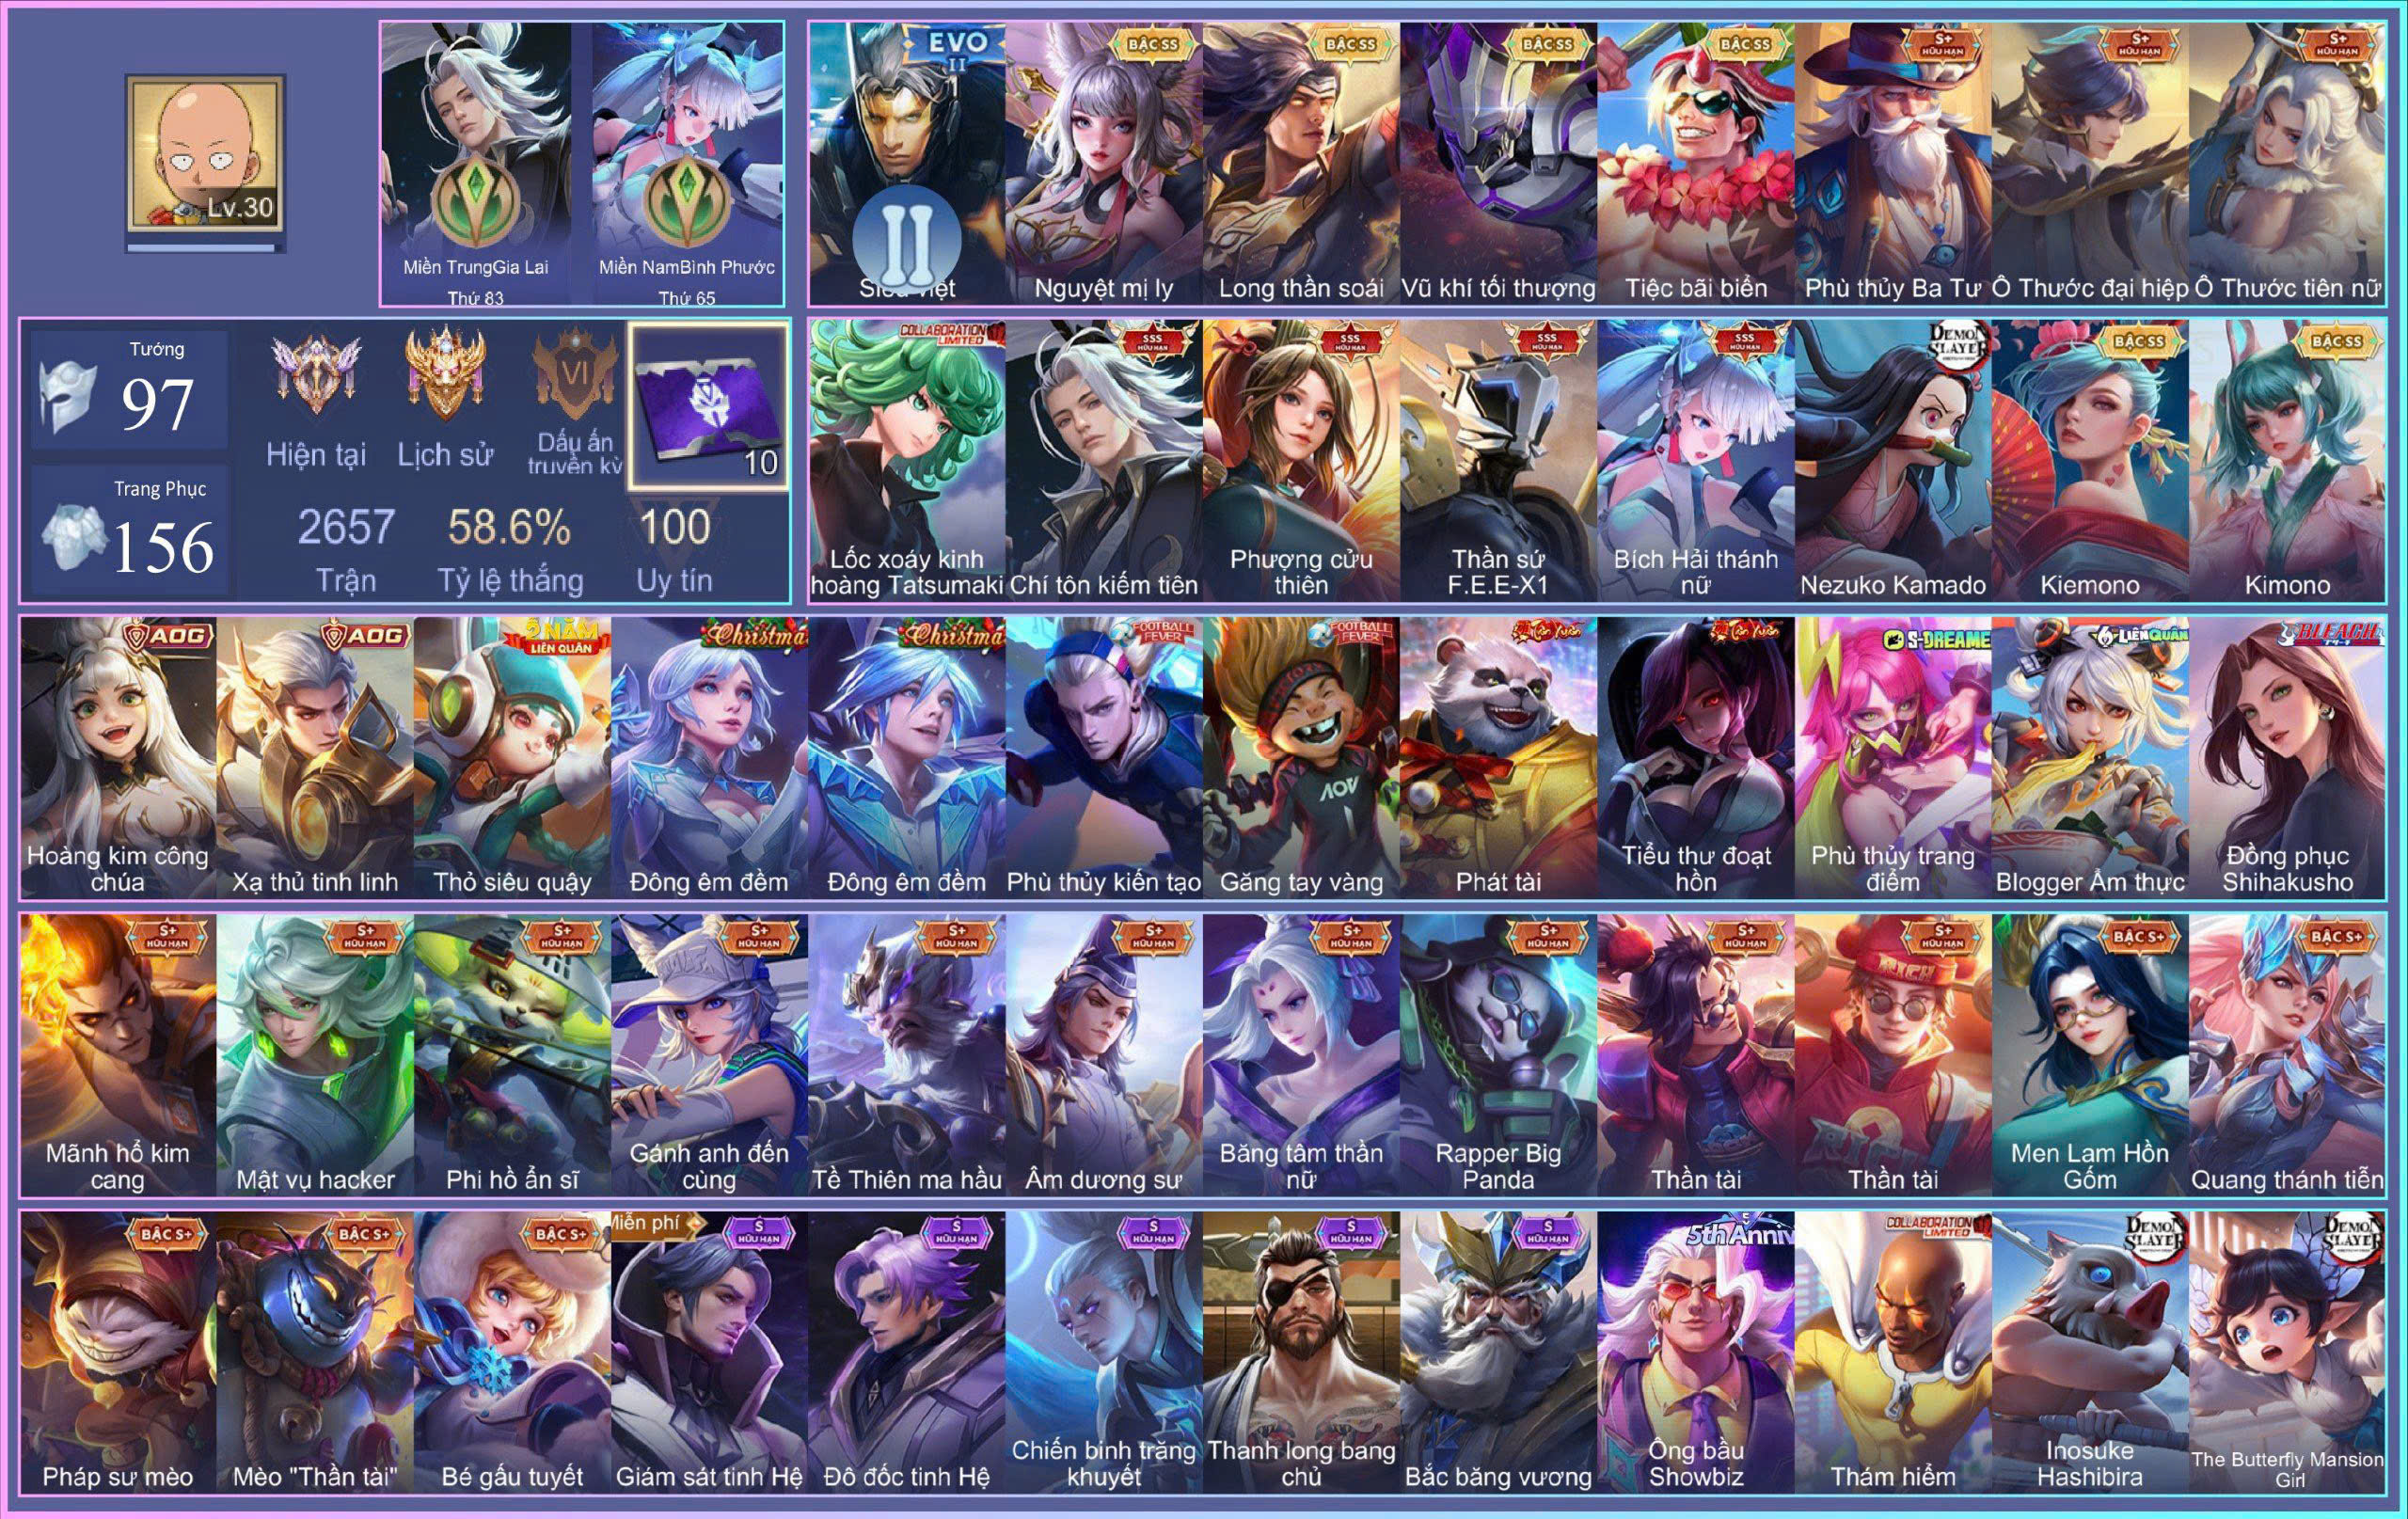 Lv.30
Miền TrungGia Lai
Thứ 83
Miền NamBình Phước
Thứ 65
EVO
II
II
BẬC SS
Nguyệt mị ly
BẬC SS
Long thần soái
BẬC SS
Vũ khí tối thượng
BẬC SS
Tiệc bãi biển
S+
HỮU HẠN
Phù thủy Ba Tư
S+
HỮU HẠN
Ô Thước đại hiệp
S+
HỮU HẠN
Ô Thước tiên nữ
Tướng
97
Trang Phục
156
Hiện tại
Lịch sử
VI
Dấu ấn
truyền kỳ
10
2657
Trận
58.6%
Tỷ lệ thắng
100
Uy tín
COLLABORATION
LIMITED
Lốc xoáy kinh
hoàng Tatsumaki
SSS
HỮU HẠN
Chí tôn kiếm tiên
SSS
HỮU HẠN
Phượng cửu
thiên
SSS
HỮU HẠN
Thần sứ
F.E.E-X1
SSS
HỮU HẠN
Bích Hải thánh
nữ
DEMON
SLAYER
Nezuko Kamado
BẬC SS
Kiemono
BẬC SS
Kimono
AOG
Hoàng kim công
chúa
AOG
Xạ thủ tinh linh
2 NĂM
LIÊN QUÂN
Thỏ siêu quậy
Christma
Đông êm đềm
Christma
Đông êm đềm
FOOTBALL
FEVER
Phù thủy kiến tạo
FOOTBALL
FEVER
AOV
Găng tay vàng
Tân Xuân
Phát tài
Tân Xuân
Tiểu thư đoạt
hồn
S-DREAME
Phù thủy trang
điểm
LIÊN QUÂN
Blogger Ẩm thực
BLEACH
Đồng phục
Shihakusho
S+
HỮU HẠN
Mãnh hổ kim
cang
S+
HỮU HẠN
Mật vụ hacker
S+
HỮU HẠN
Phi hồ ẩn sĩ
S+
HỮU HẠN
Gánh anh đến
cùng
S+
HỮU HẠN
Tề Thiên ma hầu
S+
HỮU HẠN
Âm dương sư
S+
HỮU HẠN
Băng tâm thần
nữ
S+
HỮU HẠN
Rapper Big
Panda
S+
HỮU HẠN
Thần tài
S+
HỮU HẠN
RICH
Thần tài
BẬC S+
Men Lam Hồn
Gốm
BẬC S+
Quang thánh tiễn
BẬC S+
Pháp sư mèo
BẬC S+
Mèo "Thần tài"
BẬC S+
Bé gấu tuyết
Miễn phí
S
HỮU HẠN
Giám sát tinh Hệ
S
HỮU HẠN
Đô đốc tinh Hệ
S
HỮU HẠN
Chiến binh trăng
khuyết
S
HỮU HẠN
Thanh long bang
chủ
S
HỮU HẠN
Bắc băng vương
5th Anniv
Ông bầu
Showbiz
COLLABORATION
LIMITED
Thám hiểm
DEMON
SLAYER
Inosuke
Hashibira
DEMON
SLAYER
The Butterfly Mansion
Girl